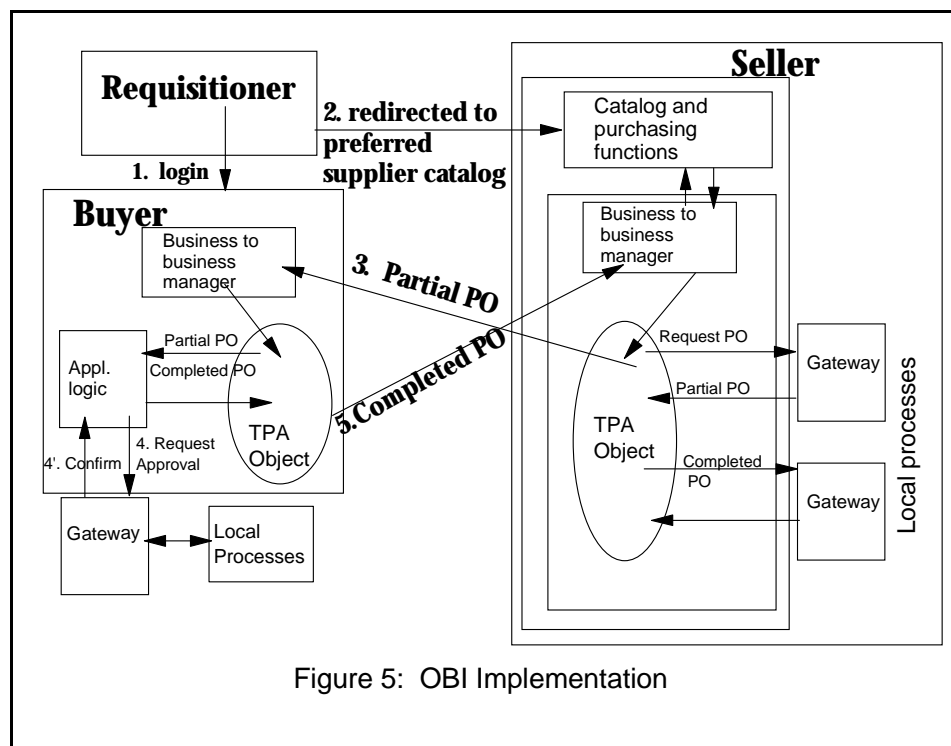 Requisitioner
1. login
2. redirected to
preferred
supplier catalog
Seller
Catalog and
purchasing
functions
Business to
business
manager
Buyer
Business to
business
manager
3. Partial PO
5.Completed PO
Partial PO
Completed PO
Appl.
logic
TPA
Object
4'. Confirm
4. Request
Approval
Gateway
Local
Processes
Request PO
Partial PO
TPA
Object
Completed
PO
Gateway
Gateway
Local processes
Figure 5: OBI Implementation